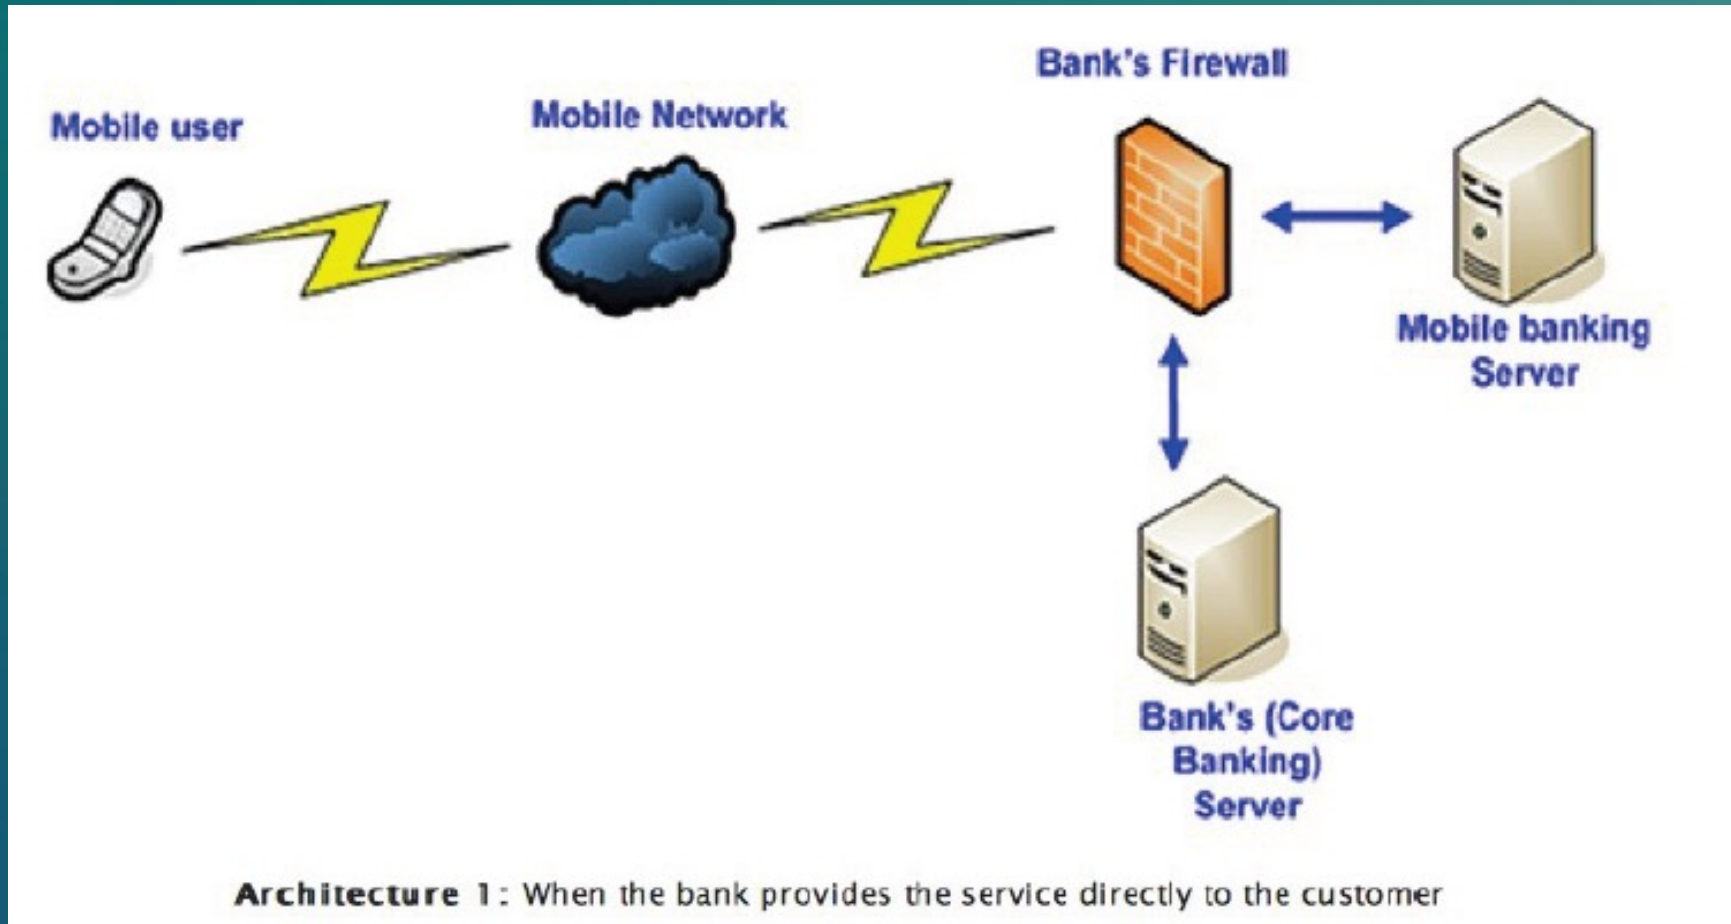 Mobile user
Mobile Network
Bank's Firewall
Mobile banking
Server
Bank's (Core
Banking)
Server
Architecture 1: When the bank provides the service directly to the customer